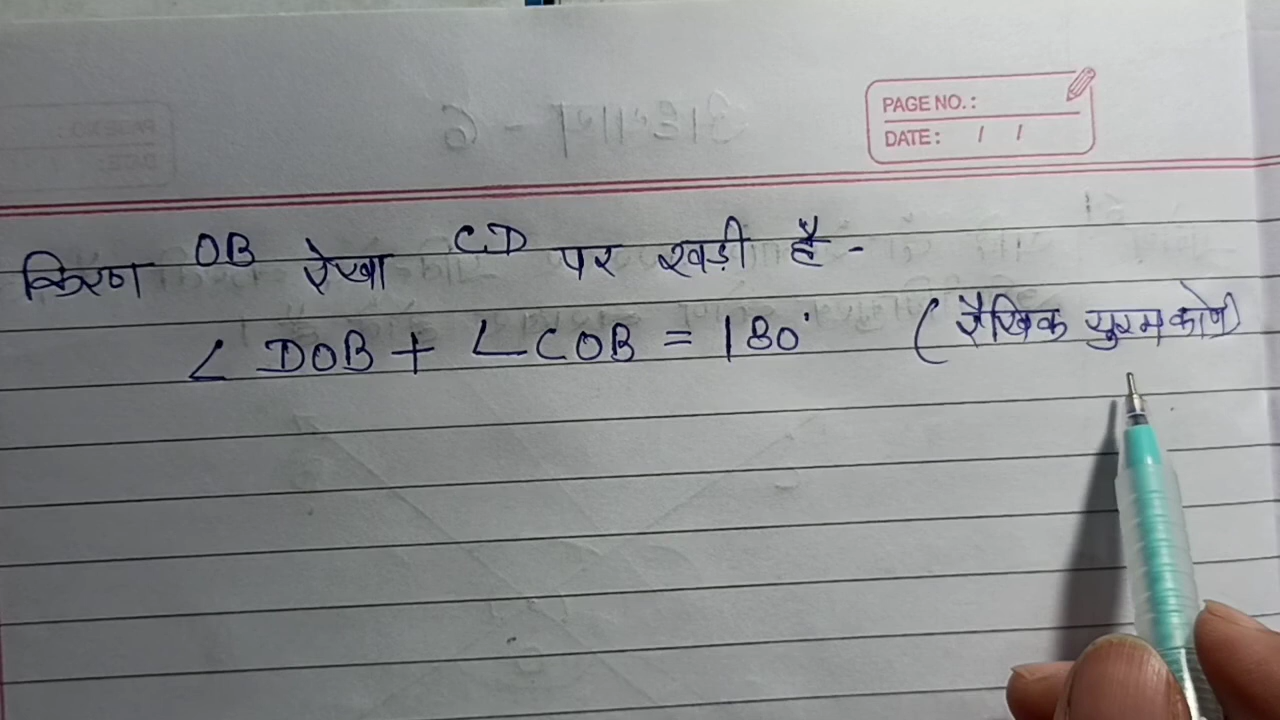 PAGE NO.:
DATE: / /
किरण OB रेखा CD पर खड़ी है -
∠ DOB + ∠COB = 180° (रैखिक युग्म कोण)